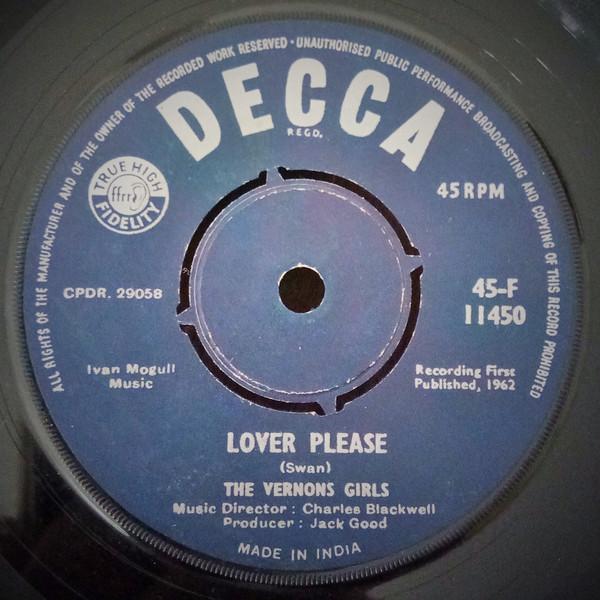 ALL RIGHTS OF THE MANUFACTURER AND OF THE OWNER OF THE RECORDED WORK RESERVED · UNAUTHORISED PUBLIC PERFORMANCE BROADCASTING AND COPYING OF THIS RECORD PROHIBITED
DECCA
REGD.
TRUE HIGH
ffrr
FIDELITY
45 RPM
CPDR. 29058
45-F
11450
Ivan Mogull
Music
Recording First
Published, 1962
LOVER PLEASE
(Swan)
THE VERNONS GIRLS
Music Director : Charles Blackwell
Producer : Jack Good
MADE IN INDIA